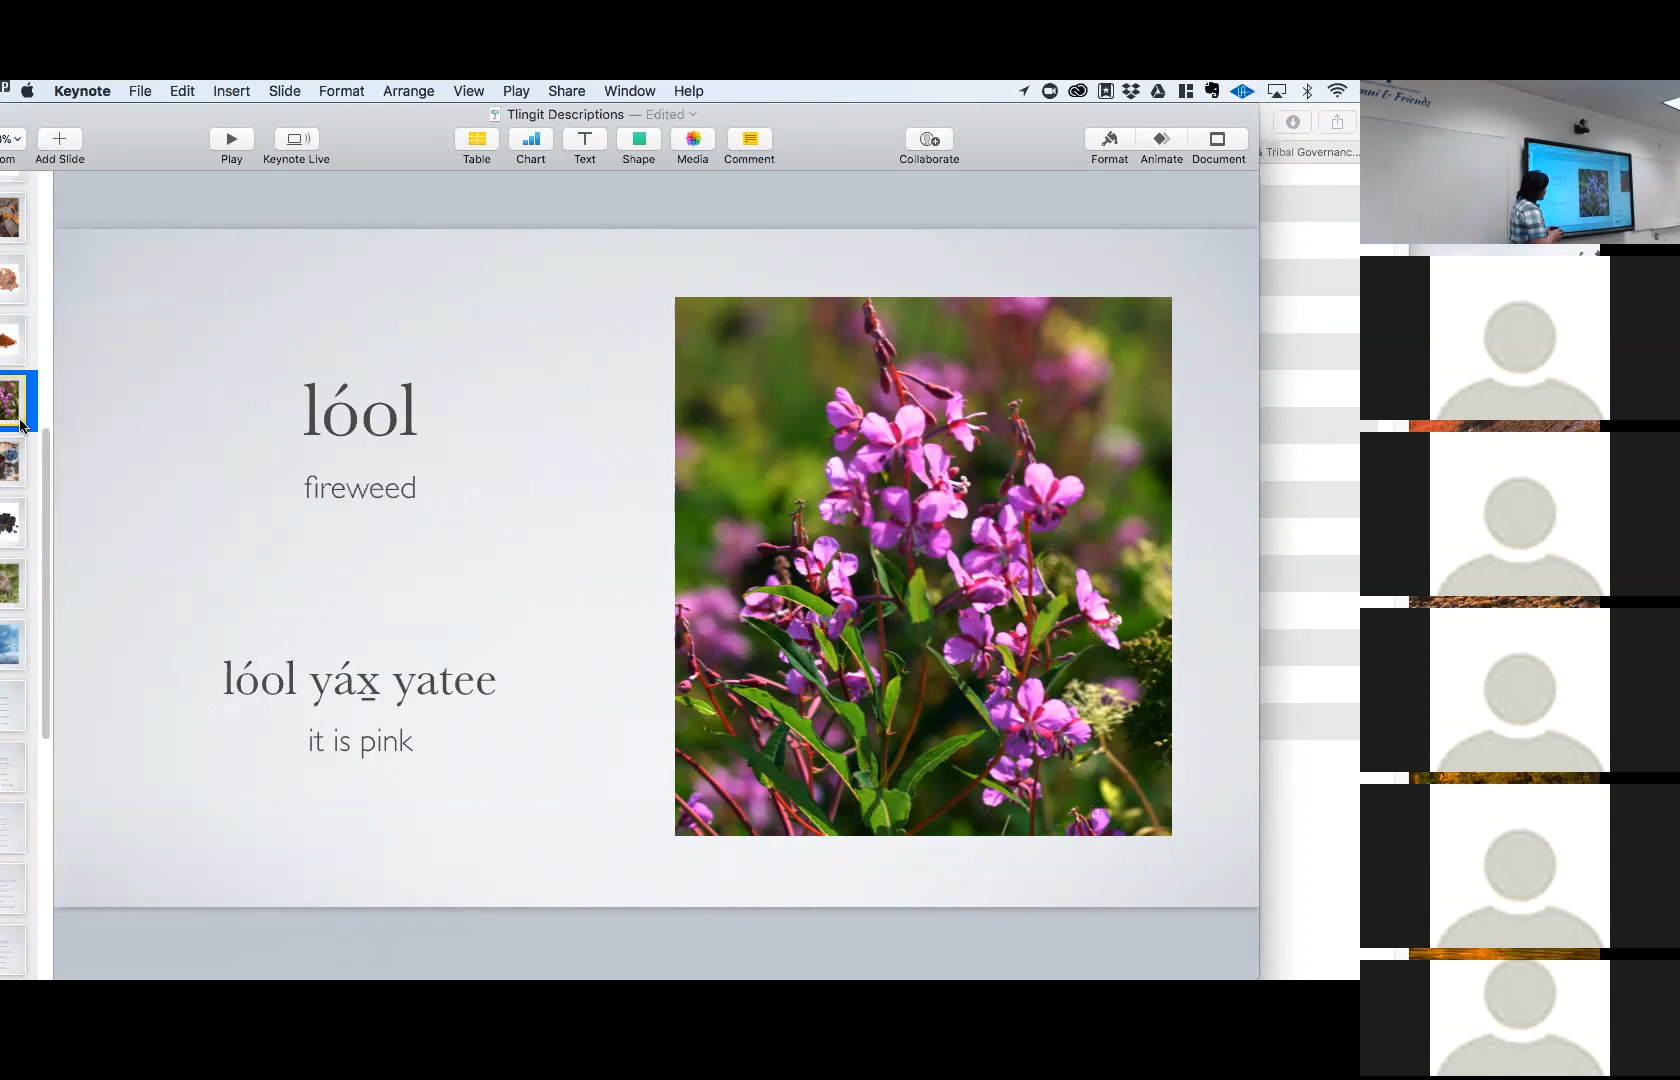 Keynote File Edit Insert Slide Format Arrange View Play Share Window Help
Tlingit Descriptions — Edited
Add Slide Play Keynote Live Table Chart Text Shape Media Comment Collaborate Format Animate Document
& Tribal Governanc...
nni & Friends
lóol
fireweed
lóol yáx̱ yatee
it is pink